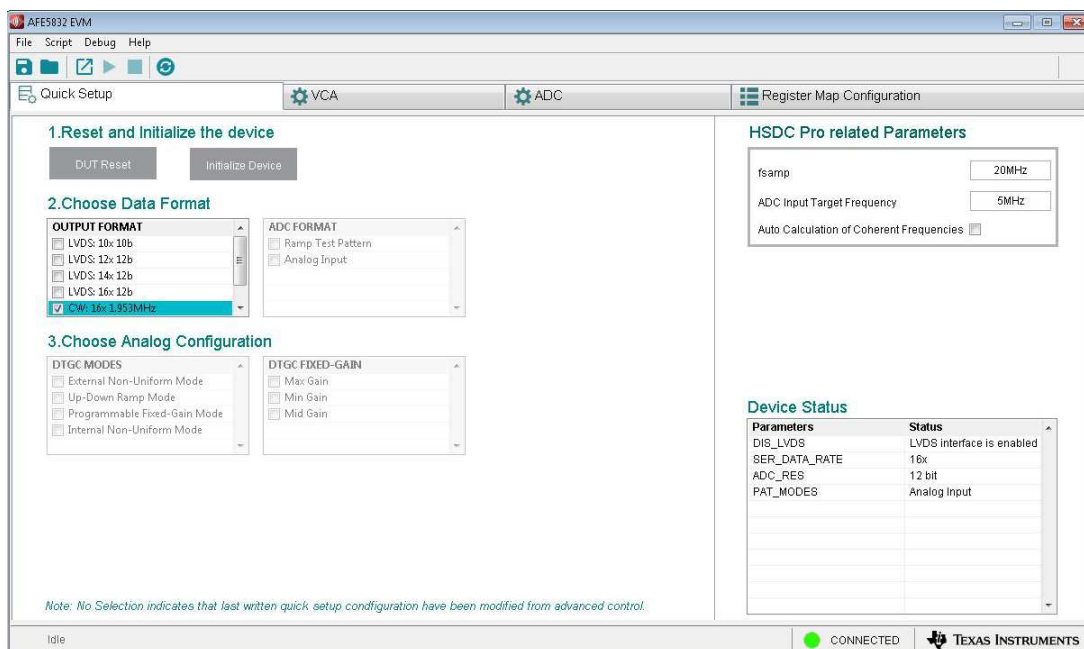 AFE5832 EVM
File Script Debug Help
Quick Setup
VCA
ADC
Register Map Configuration
1.Reset and Initialize the device
DUT Reset
Initialize Device
2.Choose Data Format
OUTPUT FORMAT
LVDS: 10x 10b
LVDS: 12x 12b
LVDS: 14x 12b
LVDS: 16x 12b
CW: 16x 1.953MHz
ADC FORMAT
Ramp Test Pattern
Analog Input
3.Choose Analog Configuration
DTGC MODES
External Non-Uniform Mode
Up-Down Ramp Mode
Programmable Fixed-Gain Mode
Internal Non-Uniform Mode
DTGC FIXED-GAIN
Max Gain
Min Gain
Mid Gain
Note: No Selection indicates that last written quick setup condfiguration have been modified from advanced control.
HSDC Pro related Parameters
fsamp 20MHz
ADC Input Target Frequency 5MHz
Auto Calculation of Coherent Frequencies
Device Status
Parameters Status
DIS_LVDS LVDS interface is enabled
SER_DATA_RATE 16x
ADC_RES 12 bit
PAT_MODES Analog Input
Idle
CONNECTED
TEXAS INSTRUMENTS